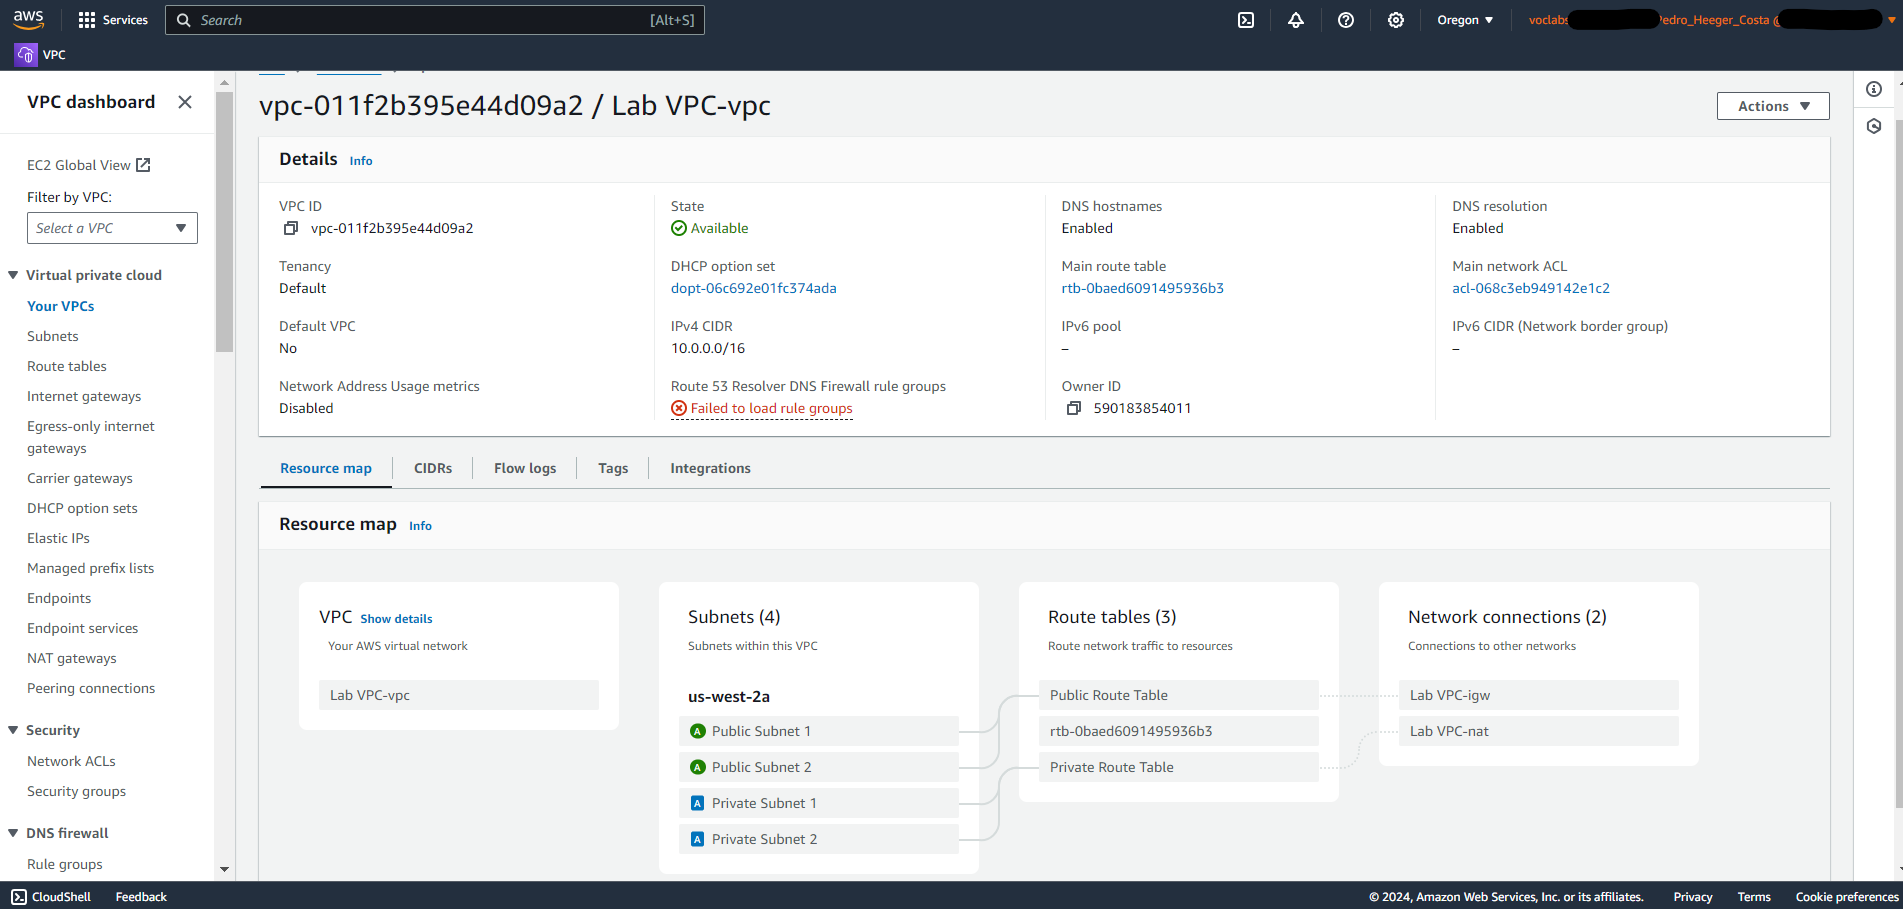 aws
Services
Search
[Alt+S]
Oregon
voclabs
Pedro_Heeger_Costa @
VPC
VPC dashboard
EC2 Global View
Filter by VPC:
Select a VPC
Virtual private cloud
Your VPCs
Subnets
Route tables
Internet gateways
Egress-only internet
gateways
Carrier gateways
DHCP option sets
Elastic IPs
Managed prefix lists
Endpoints
Endpoint services
NAT gateways
Peering connections
Security
Network ACLs
Security groups
DNS firewall
Rule groups
vpc-011f2b395e44d09a2 / Lab VPC-vpc
Actions
Details Info
VPC ID
vpc-011f2b395e44d09a2
State
Available
DNS hostnames
Enabled
DNS resolution
Enabled
Tenancy
Default
DHCP option set
dopt-06c692e01fc374ada
Main route table
rtb-0baed6091495936b3
Main network ACL
acl-068c3eb949142e1c2
Default VPC
No
IPv4 CIDR
10.0.0.0/16
IPv6 pool
–
IPv6 CIDR (Network border group)
–
Network Address Usage metrics
Disabled
Route 53 Resolver DNS Firewall rule groups
Failed to load rule groups
Owner ID
590183854011
Resource map
CIDRs
Flow logs
Tags
Integrations
Resource map Info
VPC Show details
Your AWS virtual network
Lab VPC-vpc
Subnets (4)
Subnets within this VPC
us-west-2a
A Public Subnet 1
A Public Subnet 2
A Private Subnet 1
A Private Subnet 2
Route tables (3)
Route network traffic to resources
Public Route Table
rtb-0baed6091495936b3
Private Route Table
Network connections (2)
Connections to other networks
Lab VPC-igw
Lab VPC-nat
CloudShell
Feedback
© 2024, Amazon Web Services, Inc. or its affiliates.
Privacy
Terms
Cookie preferences